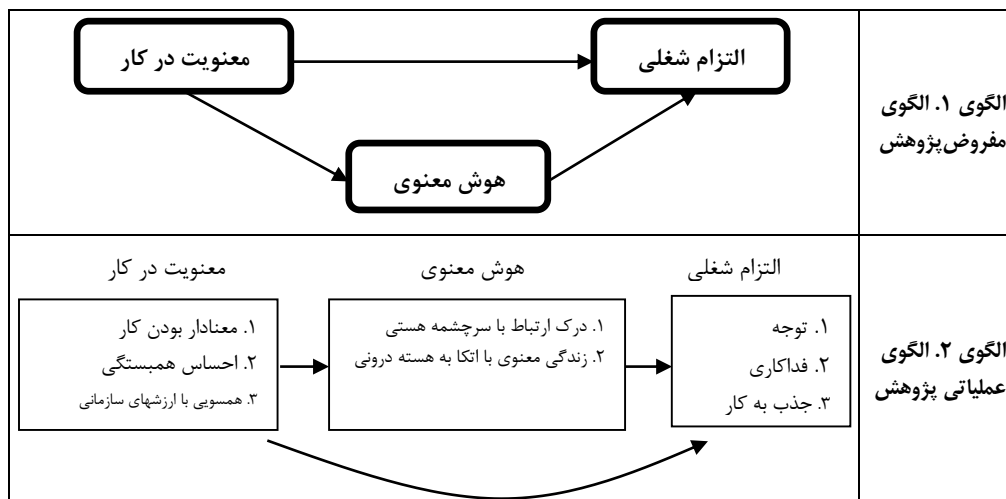 الگوی ۱. الگوی
مفروض‌پژوهش
معنویت در کار
التزام شغلی
هوش معنوی
الگوی ۲. الگوی
عملیاتی پژوهش
التزام شغلی
هوش معنوی
معنویت در کار
۱. توجه
۲. فداکاری
۳. جذب به کار
۱. درک ارتباط با سرچشمه هستی
۲. زندگی معنوی با اتکا به هسته درونی
۱. معنادار بودن کار
۲. احساس همبستگی
۳. همسویی با ارزشهای سازمانی